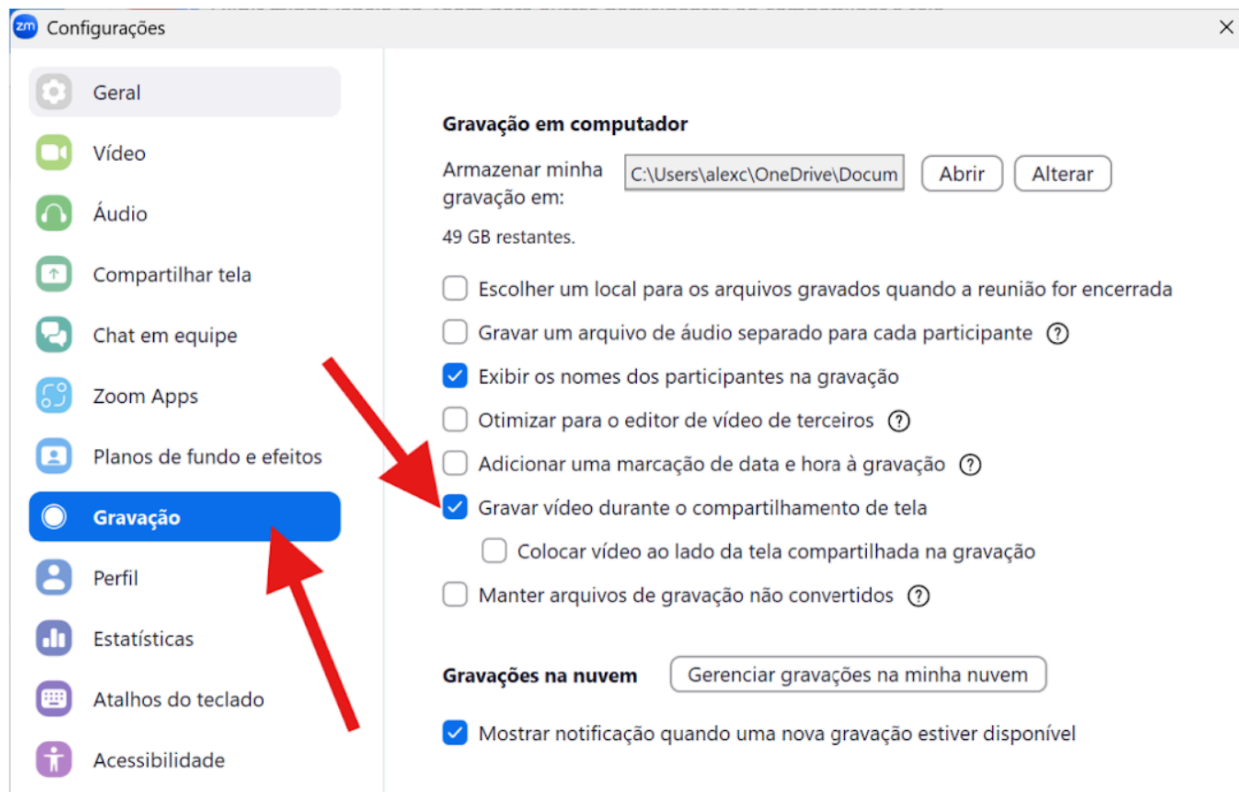 zm Configurações
Geral
Vídeo
Áudio
Compartilhar tela
Chat em equipe
Zoom Apps
Planos de fundo e efeitos
Gravação
Perfil
Estatísticas
Atalhos do teclado
Acessibilidade
Gravação em computador
Armazenar minha
gravação em:
C:\Users\alexc\OneDrive\Docum
Abrir
Alterar
49 GB restantes.
Escolher um local para os arquivos gravados quando a reunião for encerrada
Gravar um arquivo de áudio separado para cada participante ?
Exibir os nomes dos participantes na gravação
Otimizar para o editor de vídeo de terceiros ?
Adicionar uma marcação de data e hora à gravação ?
Gravar vídeo durante o compartilhamento de tela
Colocar vídeo ao lado da tela compartilhada na gravação
Manter arquivos de gravação não convertidos ?
Gravações na nuvem
Gerenciar gravações na minha nuvem
Mostrar notificação quando uma nova gravação estiver disponível